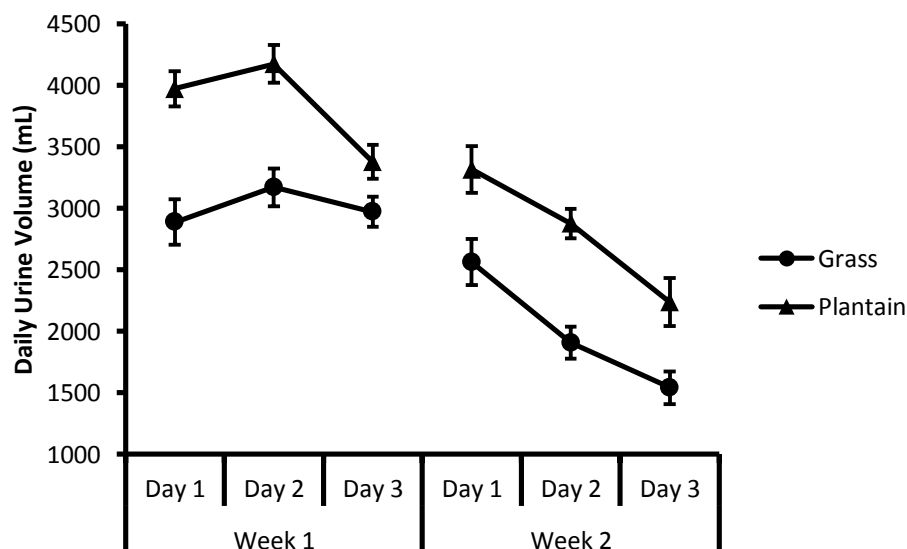 Daily Urine Volume (mL)
4500
4000
3500
3000
2500
2000
1500
1000
Day 1 Day 2 Day 3 Day 1 Day 2 Day 3
Week 1 Week 2
Grass
Plantain